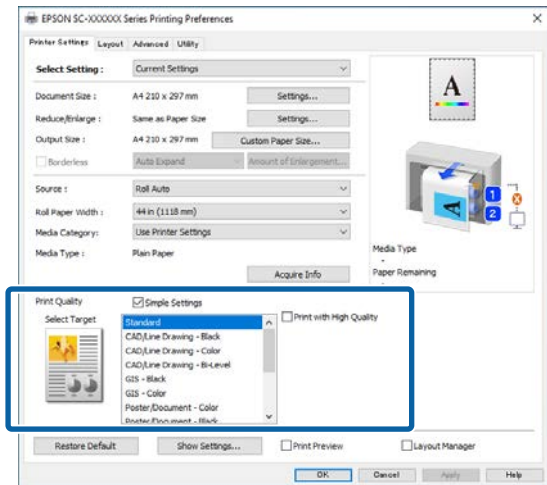 EPSON SC-XXXXXX Series Printing Preferences
Printer Settings Layout Advanced Utility
Select Setting : Current Settings
Document Size : A4 210 x 297 mm Settings...
Reduce/Enlarge : Same as Paper Size Settings...
Output Size : A4 210 x 297 mm Custom Paper Size...
Borderless Auto Expand Amount of Enlargement...
Source : Roll Auto
Roll Paper Width : 44 in (1118 mm)
Media Category: Use Printer Settings
Media Type : Plain Paper
Acquire Info
A
A
1
2
Media Type
-
Paper Remaining
-
Print Quality Simple Settings
Select Target
Standard
CAD/Line Drawing - Black
CAD/Line Drawing - Color
CAD/Line Drawing - Bi-Level
GIS - Black
GIS - Color
Poster/Document - Color
Poster/Document - Black
Print with High Quality
Restore Default Show Settings... Print Preview Layout Manager
OK Cancel Apply Help